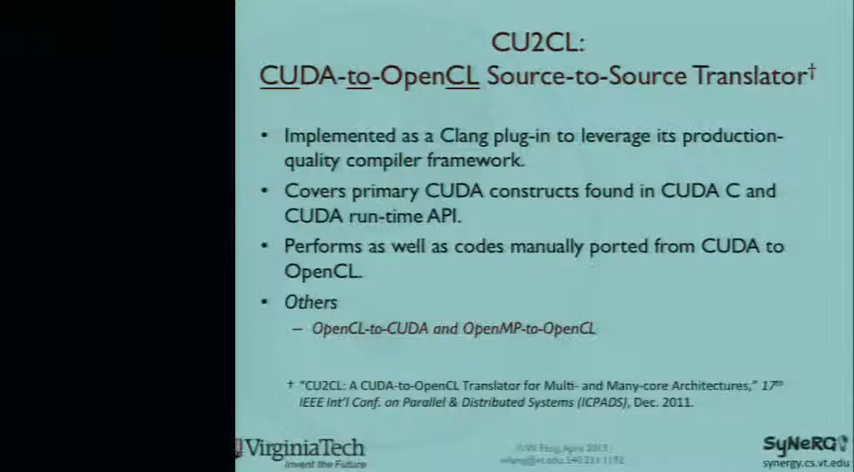 CU2CL:
CUDA-to-OpenCL Source-to-Source Translator†
• Implemented as a Clang plug-in to leverage its production-
quality compiler framework.
• Covers primary CUDA constructs found in CUDA C and
CUDA run-time API.
• Performs as well as codes manually ported from CUDA to
OpenCL.
• Others
– OpenCL-to-CUDA and OpenMP-to-OpenCL
† "CU2CL: A CUDA-to-OpenCL Translator for Multi- and Many-core Architectures," 17th
IEEE Int'l Conf. on Parallel & Distributed Systems (ICPADS), Dec. 2011.
VirginiaTech
Invent the Future
SyNeRG?
synergy.cs.vt.edu